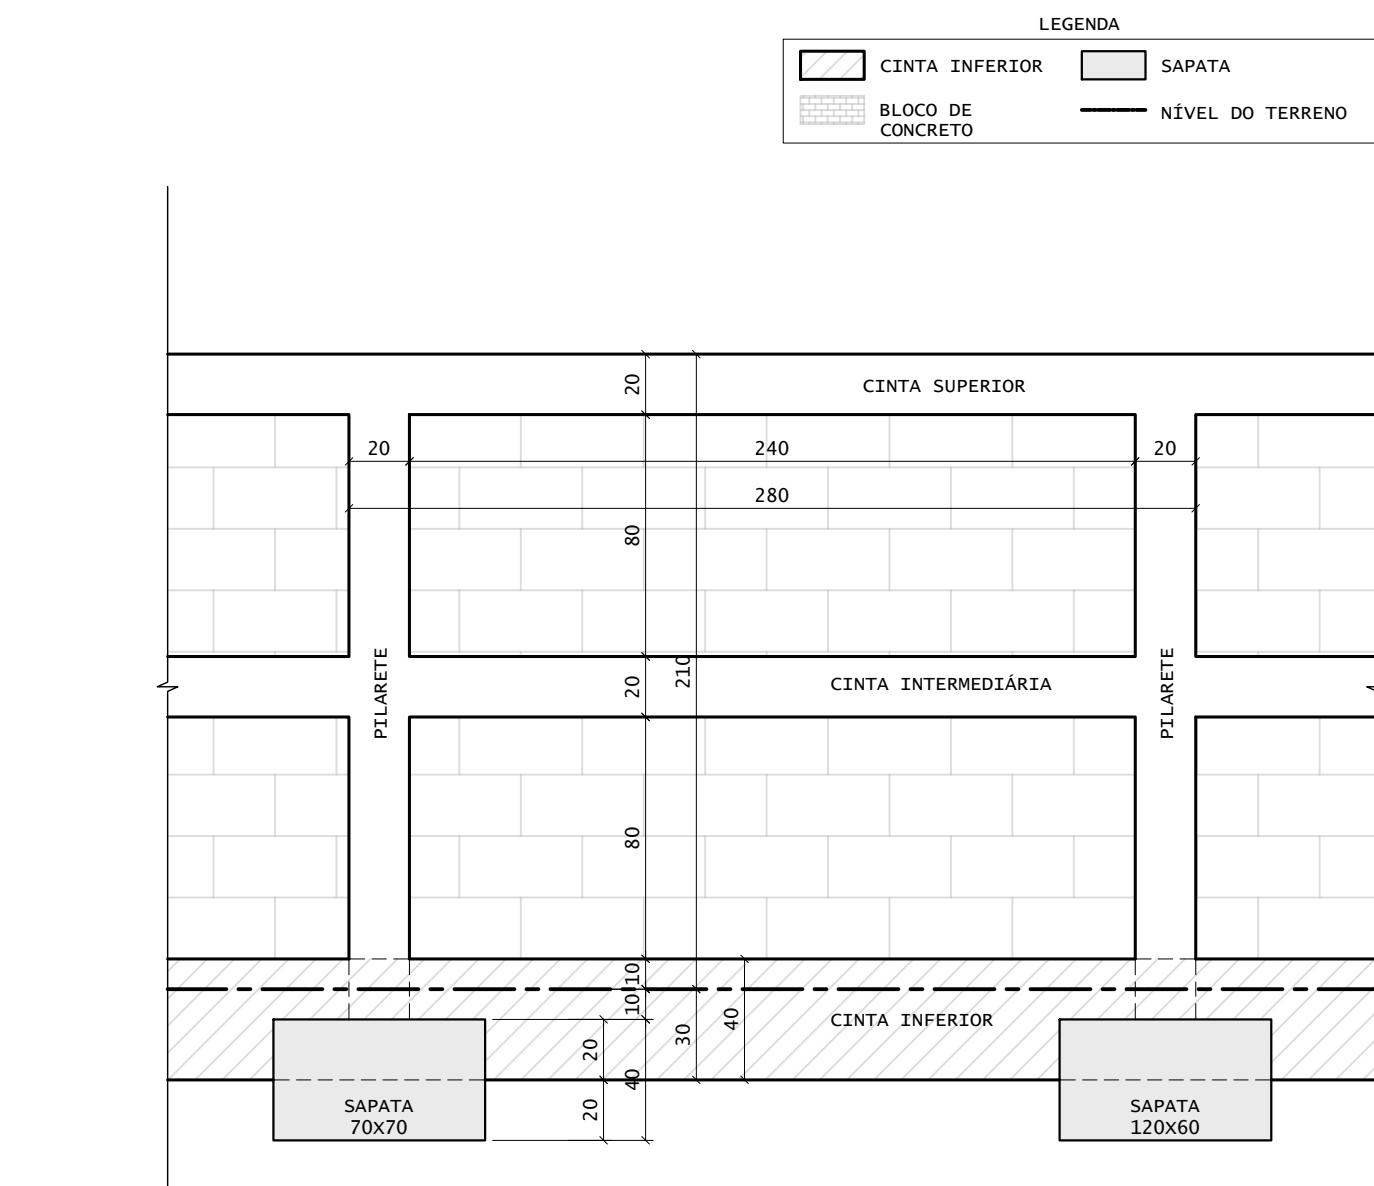 LEGENDA
CINTA INFERIOR
SAPATA
BLOCO DE
CONCRETO
NÍVEL DO TERRENO
20
CINTA SUPERIOR
20
240
20
280
80
PILARETE
20
210
CINTA INTERMEDIÁRIA
PILARETE
80
10
10
20
40
30
40
CINTA INFERIOR
20
SAPATA
70X70
SAPATA
120X60